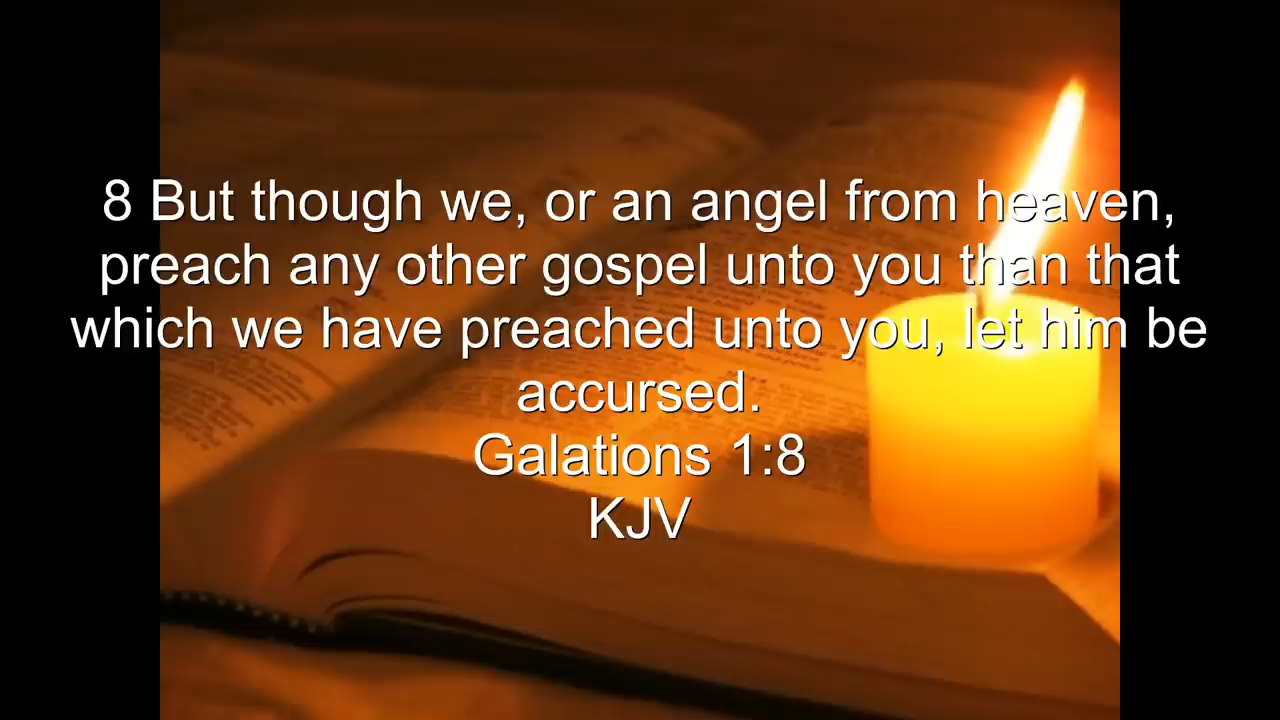 8 But though we, or an angel from heaven,
preach any other gospel unto you than that
which we have preached unto you, let him be
accursed.
Galations 1:8
KJV